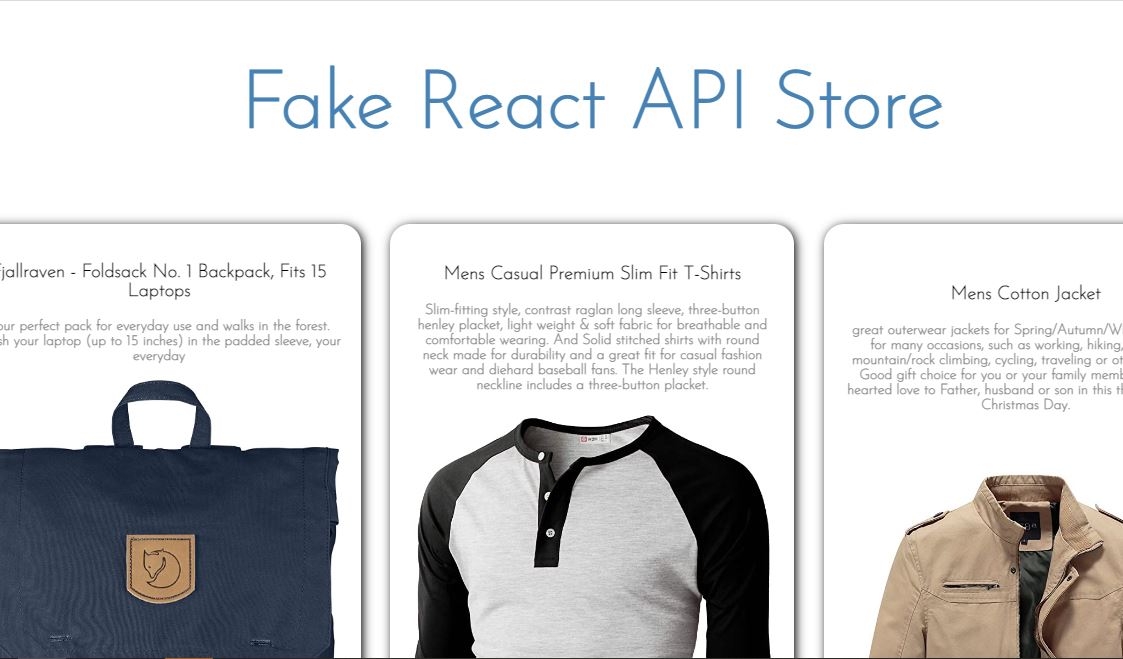 Fake React API Store
Fjallraven - Foldsack No. 1 Backpack, Fits 15
Laptops
our perfect pack for everyday use and walks in the forest.
sh your laptop (up to 15 inches) in the padded sleeve, your
everyday
Mens Casual Premium Slim Fit T-Shirts
Slim-fitting style, contrast raglan long sleeve, three-button
henley placket, light weight & soft fabric for breathable and
comfortable wearing. And Solid stitched shirts with round
neck made for durability and a great fit for casual fashion
wear and diehard baseball fans. The Henley style round
neckline includes a three-button placket.
Mens Cotton Jacket
great outerwear jackets for Spring/Autumn/W
for many occasions, such as working, hiking,
mountain/rock climbing, cycling, traveling or ot
Good gift choice for you or your family memb
hearted love to Father, husband or son in this th
Christmas Day.